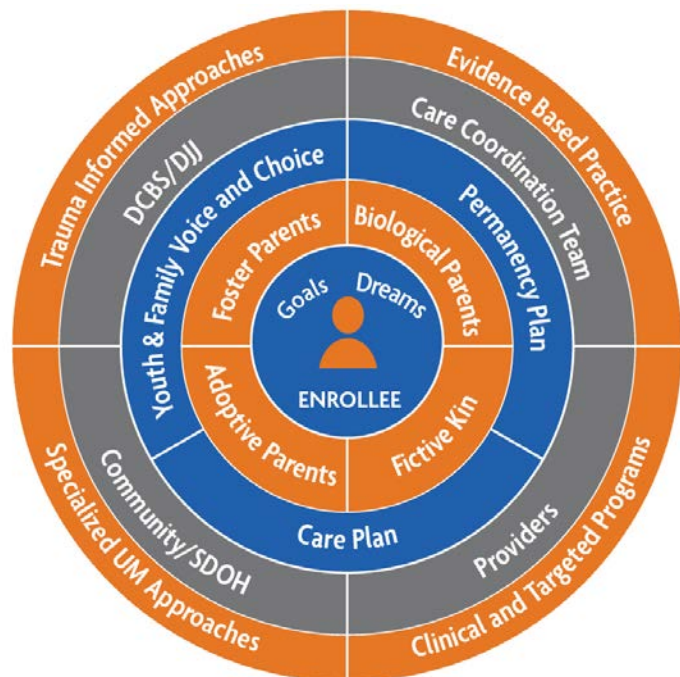 Trauma Informed Approaches
Evidence Based Practice
DCBS/DJJ
Care Coordination Team
Youth & Family Voice and Choice
Permanency Plan
Foster Parents
Biological Parents
Goals
Dreams
ENROLLEE
Adoptive Parents
Fictive Kin
Care Plan
Community/SDOH
Providers
Specialized UM Approaches
Clinical and Targeted Programs